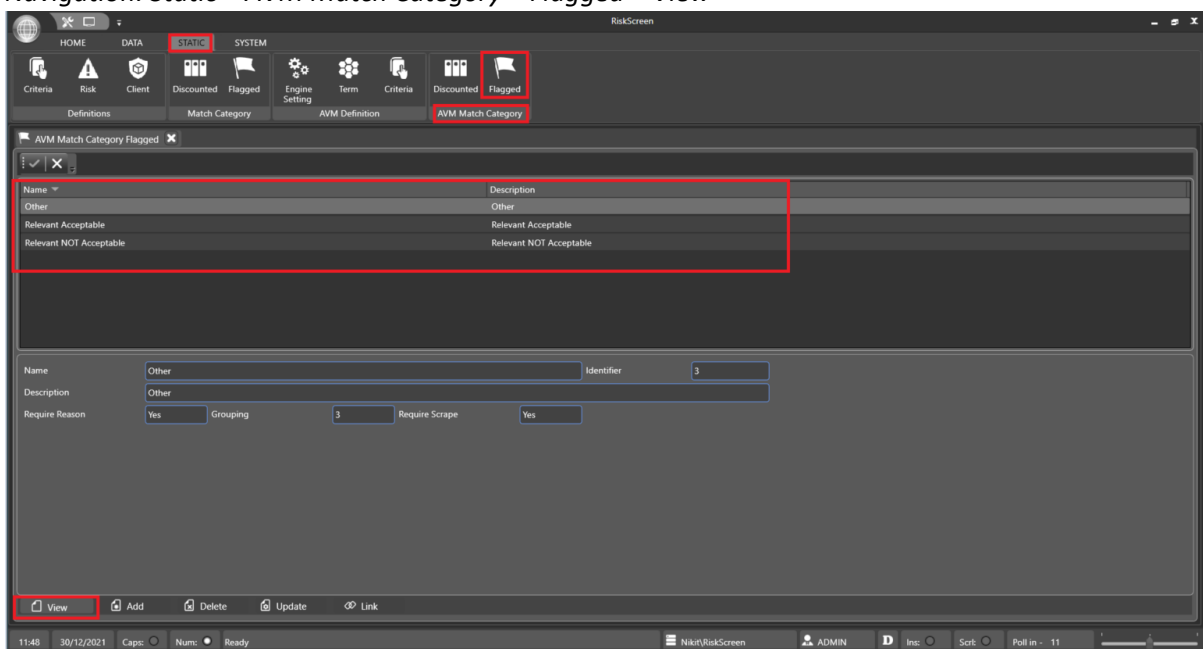 Navigation: Static - AVM Match Category – Flagged – View
RiskScreen
HOME DATA STATIC SYSTEM
Criteria Risk Client Discounted Flagged Engine Setting Term Criteria Discounted Flagged
Definitions Match Category AVM Definition AVM Match Category
AVM Match Category Flagged
Name Description
Other Other
Relevant Acceptable Relevant Acceptable
Relevant NOT Acceptable Relevant NOT Acceptable
Name Other Identifier 3
Description Other
Require Reason Yes Grouping 3 Require Scrape Yes
View Add Delete Update Link
11:48 30/12/2021 Caps: Num: Ready Nikit\RiskScreen ADMIN D Ins: Scrl: Poll in - 11